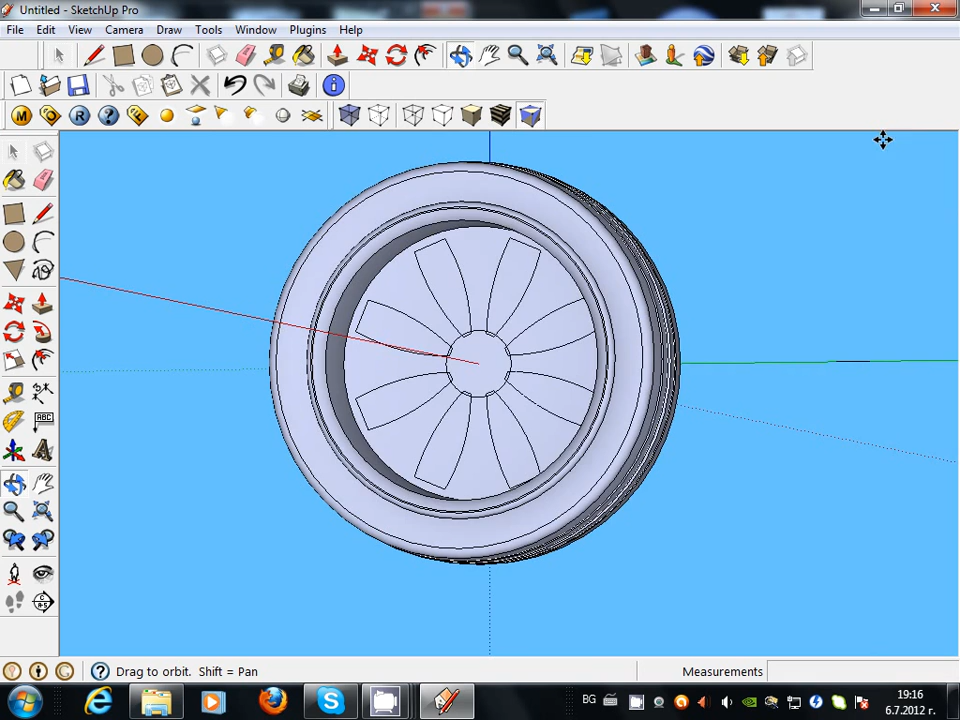 Untitled - SketchUp Pro
File Edit View Camera Draw Tools Window Plugins Help
M R ?
ABC
Drag to orbit. Shift = Pan
Measurements
BG
19:16
6.7.2012 г.